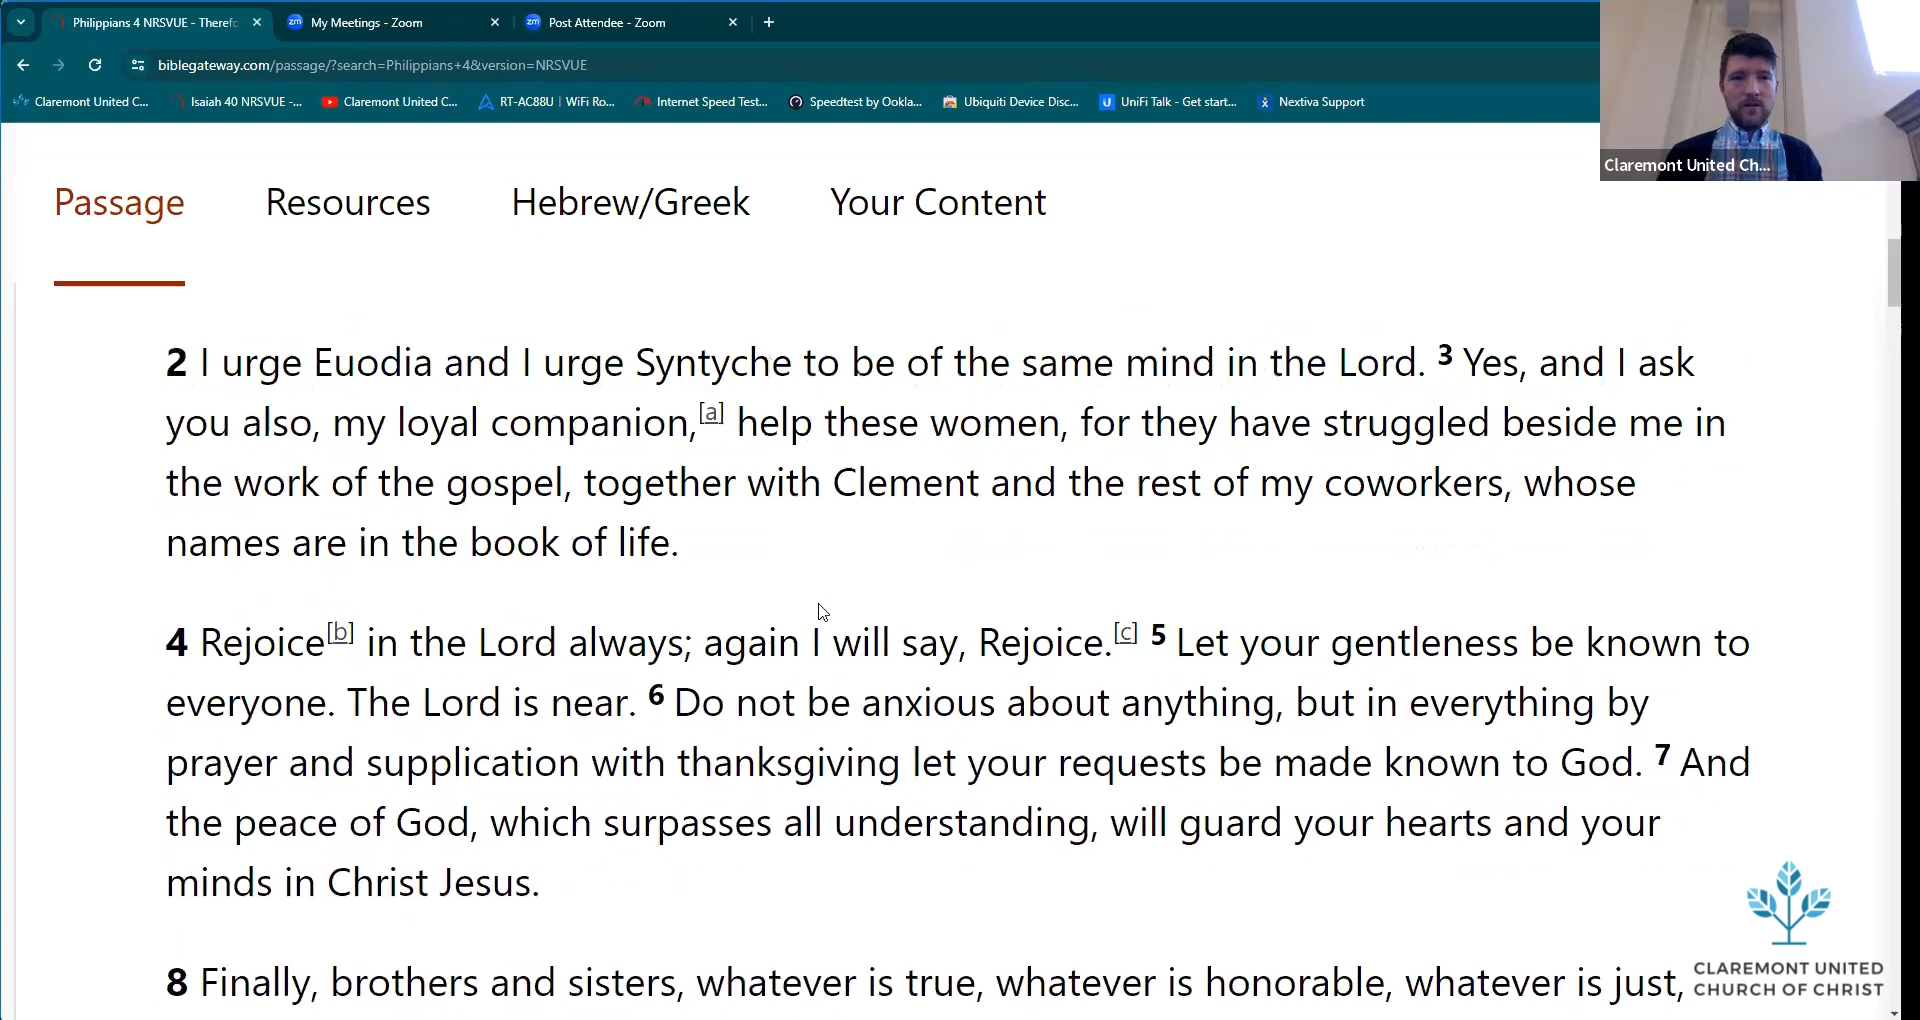 Philippians 4 NRSVUE - Therefo
My Meetings - Zoom
Post Attendee - Zoom
biblegateway.com/passage/?search=Philippians+4&version=NRSVUE
Claremont United C...
Isaiah 40 NRSVUE -...
Claremont United C...
RT-AC88U | WiFi Ro...
Internet Speed Test...
Speedtest by Ookla...
Ubiquiti Device Disc...
UniFi Talk - Get start...
Nextiva Support
Claremont United Ch...
Passage
Resources
Hebrew/Greek
Your Content
2 I urge Euodia and I urge Syntyche to be of the same mind in the Lord. 3 Yes, and I ask
you also, my loyal companion,[a] help these women, for they have struggled beside me in
the work of the gospel, together with Clement and the rest of my coworkers, whose
names are in the book of life.
4 Rejoice[b] in the Lord always; again I will say, Rejoice.[c] 5 Let your gentleness be known to
everyone. The Lord is near. 6 Do not be anxious about anything, but in everything by
prayer and supplication with thanksgiving let your requests be made known to God. 7 And
the peace of God, which surpasses all understanding, will guard your hearts and your
minds in Christ Jesus.
8 Finally, brothers and sisters, whatever is true, whatever is honorable, whatever is just,
CLAREMONT UNITED
CHURCH OF CHRIST